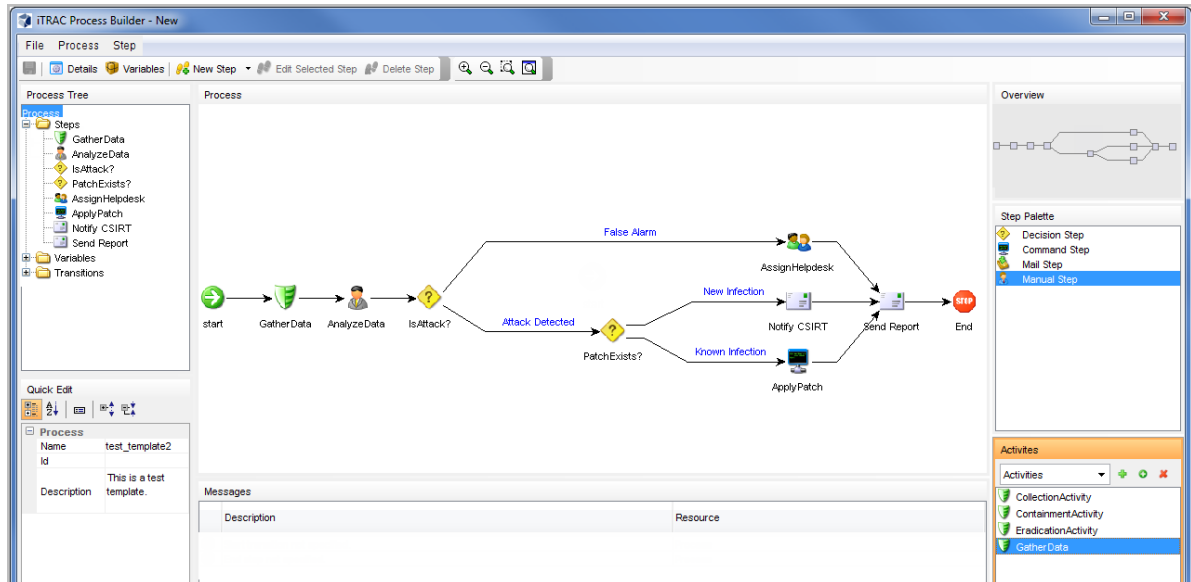 iTRAC Process Builder - New
File Process Step
Details Variables New Step Edit Selected Step Delete Step
Process Tree
Process
Steps
GatherData
AnalyzeData
IsAttack?
PatchExists?
AssignHelpdesk
ApplyPatch
Notify CSIRT
Send Report
Variables
Transitions
Quick Edit
Process
Name test_template2
Id
Description This is a test
template.
Process
False Alarm
AssignHelpdesk
New Infection
start GatherData AnalyzeData IsAttack? Attack Detected Notify CSIRT Send Report STOP End
PatchExists? Known Infection
ApplyPatch
Messages
Description Resource
Overview
Step Palette
Decision Step
Command Step
Mail Step
Manual Step
Activites
Activities
CollectionActivity
ContainmentActivity
EradicationActivity
GatherData